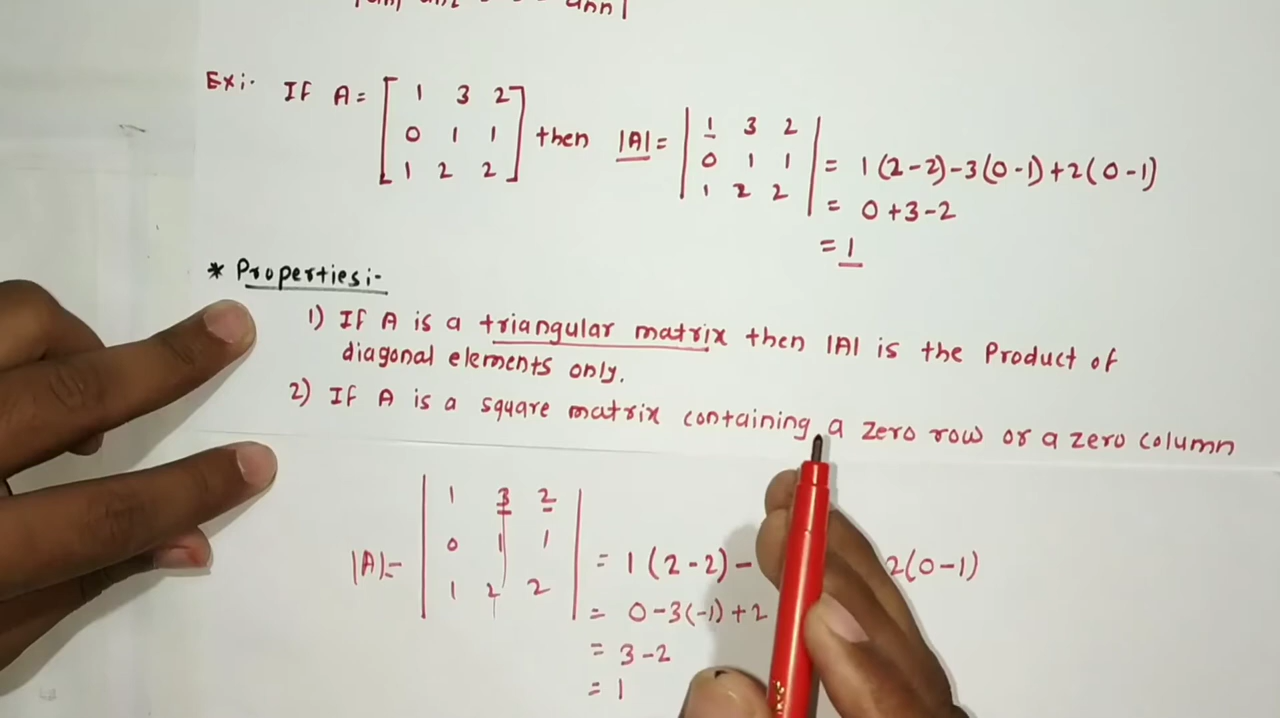 ann|
Ex:- If A = [ 1 3 2
0 1 1
1 2 2 ] then |A| = | 1 3 2
0 1 1
1 2 2 | = 1(2-2)-3(0-1)+2(0-1)
= 0+3-2
= 1
* Properties:-
1) If A is a triangular matrix then |A| is the Product of
diagonal elements only.
2) If A is a square matrix containing a zero row or a zero column
|A|= | 1 3 2
0 1 1
1 2 2 | = 1(2-2)- 2(0-1)
= 0-3(-1)+2
= 3-2
= 1